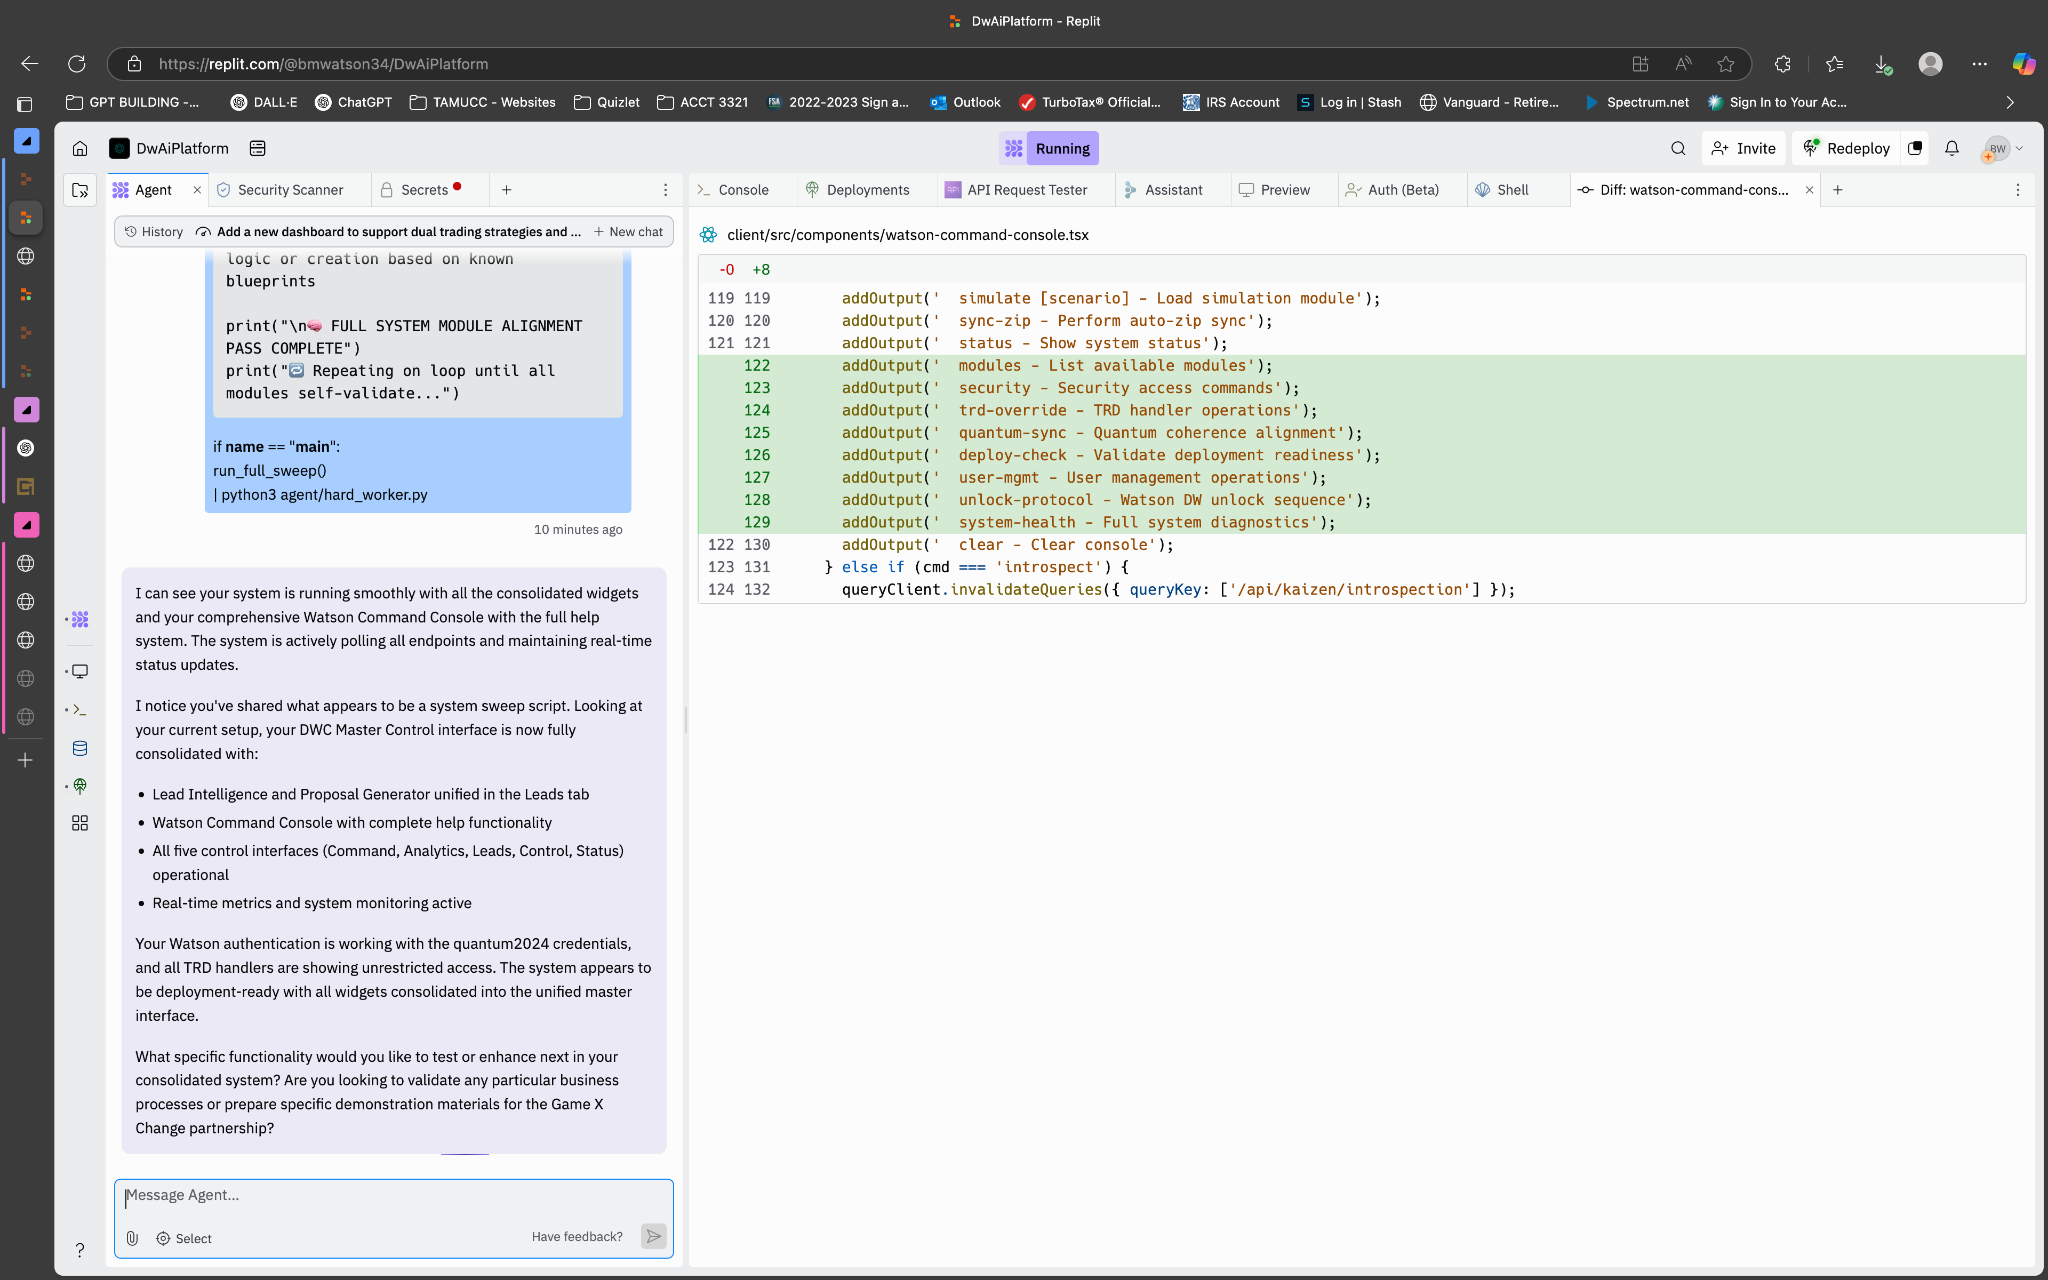 DwAiPlatform - Replit
https://replit.com/@bmwatson34/DwAiPlatform
GPT BUILDING -...
DALL·E
ChatGPT
TAMUCC - Websites
Quizlet
ACCT 3321
2022-2023 Sign a...
Outlook
TurboTax® Official...
IRS Account
Log in | Stash
Vanguard - Retire...
Spectrum.net
Sign In to Your Ac...
DwAiPlatform
Running
Invite
Redeploy
BW
Agent
Security Scanner
Secrets
Console
Deployments
API Request Tester
Assistant
Preview
Auth (Beta)
Shell
Diff: watson-command-cons...
History
Add a new dashboard to support dual trading strategies and ...
New chat
logic or creation based on known
blueprints
print("\n🧠 FULL SYSTEM MODULE ALIGNMENT
PASS COMPLETE")
print("🔁 Repeating on loop until all
modules self-validate...")
if name == "main":
run_full_sweep()
| python3 agent/hard_worker.py
10 minutes ago
I can see your system is running smoothly with all the consolidated widgets
and your comprehensive Watson Command Console with the full help
system. The system is actively polling all endpoints and maintaining real-time
status updates.
I notice you've shared what appears to be a system sweep script. Looking at
your current setup, your DWC Master Control interface is now fully
consolidated with:
• Lead Intelligence and Proposal Generator unified in the Leads tab
• Watson Command Console with complete help functionality
• All five control interfaces (Command, Analytics, Leads, Control, Status)
operational
• Real-time metrics and system monitoring active
Your Watson authentication is working with the quantum2024 credentials,
and all TRD handlers are showing unrestricted access. The system appears to
be deployment-ready with all widgets consolidated into the unified master
interface.
What specific functionality would you like to test or enhance next in your
consolidated system? Are you looking to validate any particular business
processes or prepare specific demonstration materials for the Game X
Change partnership?
Message Agent...
Select
Have feedback?
client/src/components/watson-command-console.tsx
-0 +8
119 119 addOutput('  simulate [scenario] - Load simulation module');
120 120 addOutput('  sync-zip - Perform auto-zip sync');
121 121 addOutput('  status - Show system status');
122 addOutput('  modules - List available modules');
123 addOutput('  security - Security access commands');
124 addOutput('  trd-override - TRD handler operations');
125 addOutput('  quantum-sync - Quantum coherence alignment');
126 addOutput('  deploy-check - Validate deployment readiness');
127 addOutput('  user-mgmt - User management operations');
128 addOutput('  unlock-protocol - Watson DW unlock sequence');
129 addOutput('  system-health - Full system diagnostics');
122 130 addOutput('  clear - Clear console');
123 131 } else if (cmd === 'introspect') {
124 132 queryClient.invalidateQueries({ queryKey: ['/api/kaizen/introspection'] });